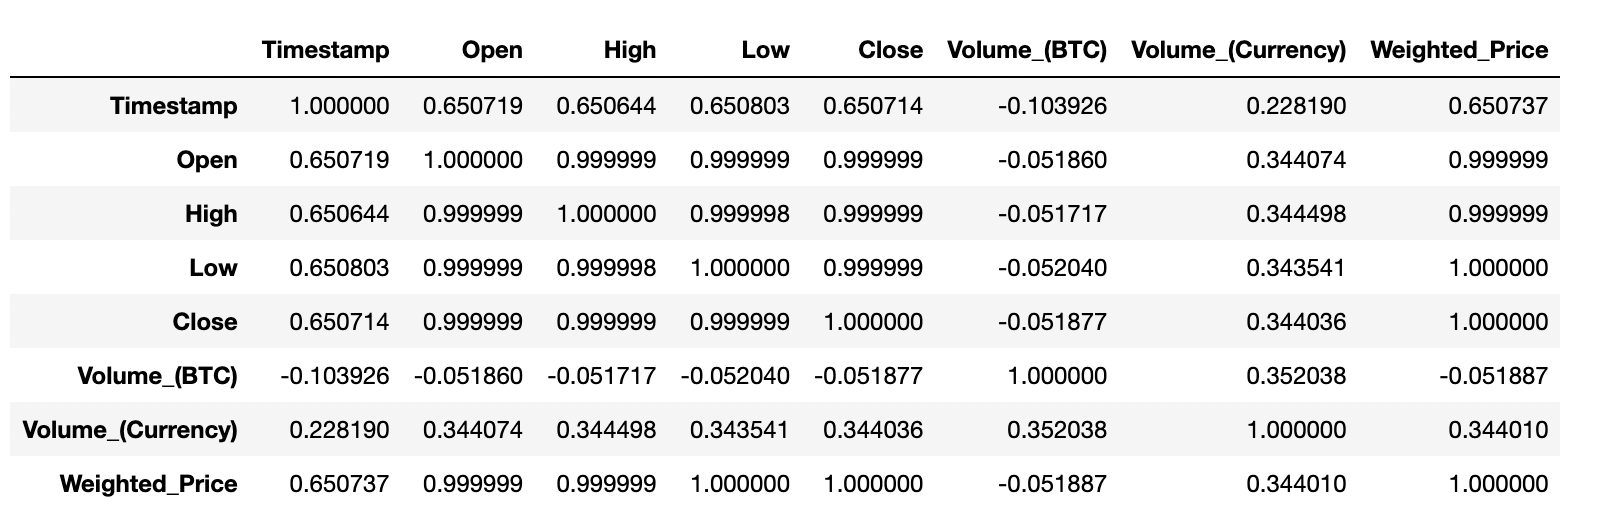 Timestamp Open High Low Close Volume_(BTC) Volume_(Currency) Weighted_Price
Timestamp 1.000000 0.650719 0.650644 0.650803 0.650714 -0.103926 0.228190 0.650737
Open 0.650719 1.000000 0.999999 0.999999 0.999999 -0.051860 0.344074 0.999999
High 0.650644 0.999999 1.000000 0.999998 0.999999 -0.051717 0.344498 0.999999
Low 0.650803 0.999999 0.999998 1.000000 0.999999 -0.052040 0.343541 1.000000
Close 0.650714 0.999999 0.999999 0.999999 1.000000 -0.051877 0.344036 1.000000
Volume_(BTC) -0.103926 -0.051860 -0.051717 -0.052040 -0.051877 1.000000 0.352038 -0.051887
Volume_(Currency) 0.228190 0.344074 0.344498 0.343541 0.344036 0.352038 1.000000 0.344010
Weighted_Price 0.650737 0.999999 0.999999 1.000000 1.000000 -0.051887 0.344010 1.000000